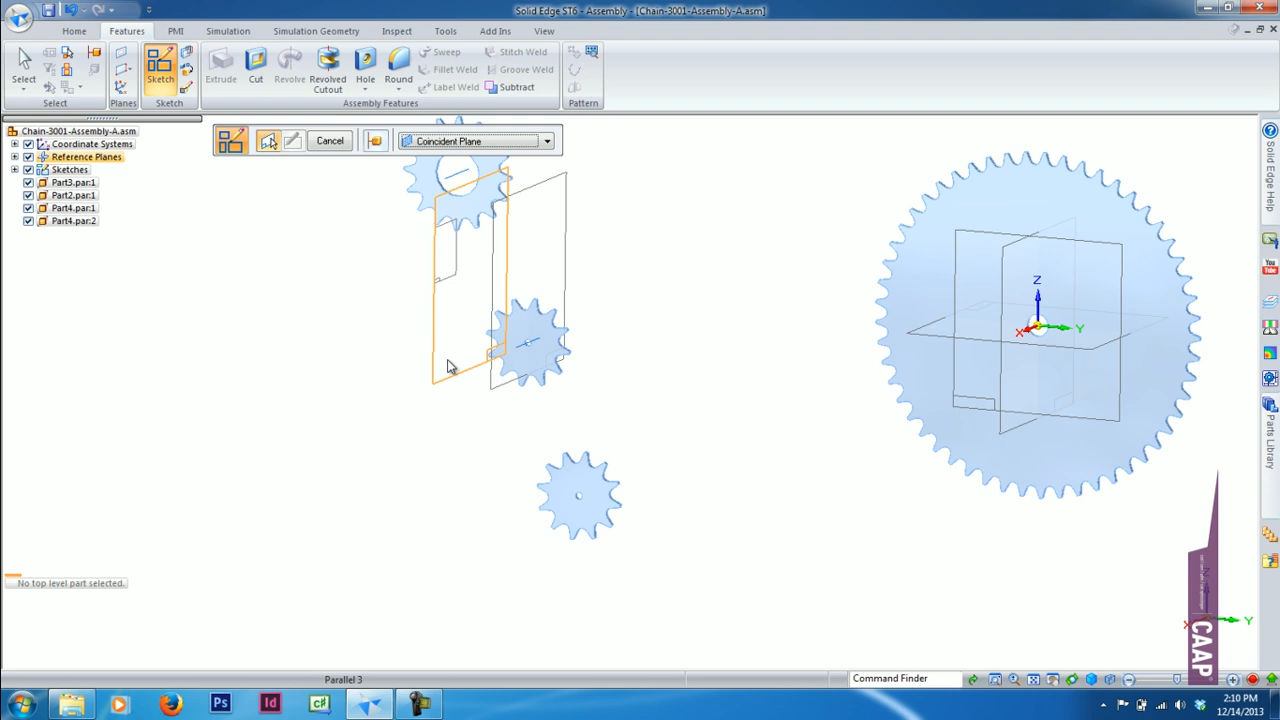 Solid Edge ST6 - Assembly - [Chain-3001-Assembly-A.asm]
Home Features PMI Simulation Simulation Geometry Inspect Tools Add Ins View
Select Sketch Extrude Cut Revolve Revolved Cutout Hole Round Sweep Stitch Weld
Fillet Weld Groove Weld
Label Weld Subtract
Select Planes Sketch Assembly Features Pattern
Chain-3001-Assembly-A.asm
Coordinate Systems
Reference Planes
Sketches
Part3.par:1
Part2.par:1
Part4.par:1
Part4.par:2
Cancel Coincident Plane
Solid Edge Help
You Tube
Parts Library
Z
X
Y
No top level part selected.
CAAP
Y
Parallel 3
Command Finder
Ps Id C#
2:10 PM
12/14/2013